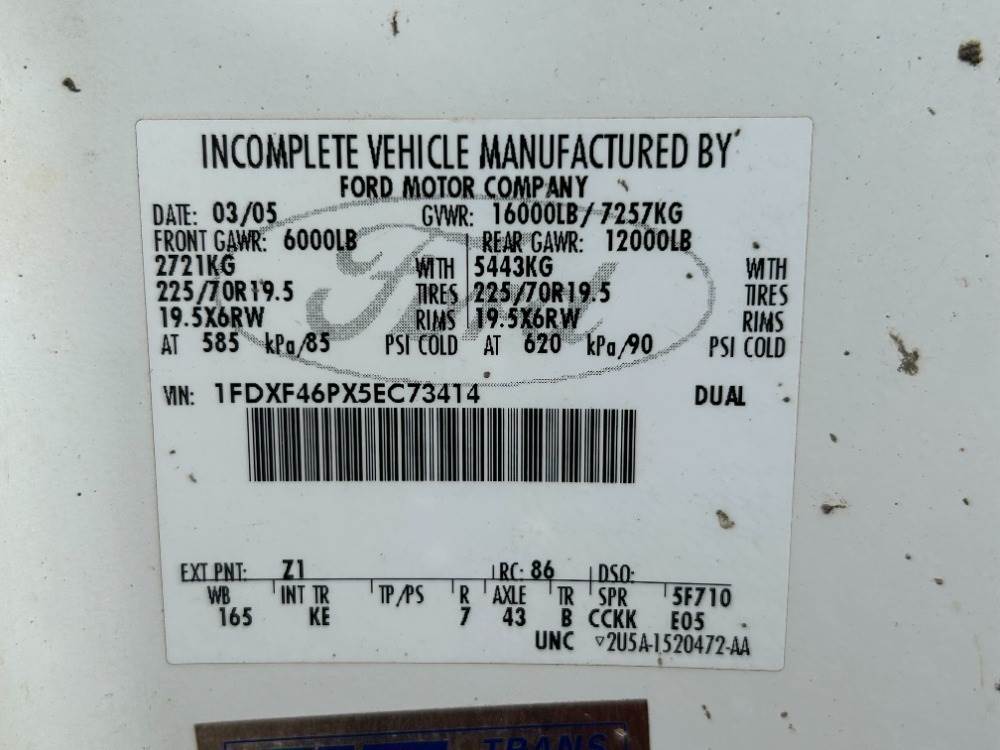 INCOMPLETE VEHICLE MANUFACTURED BY
FORD MOTOR COMPANY
DATE: 03/05 GVWR: 16000LB/7257KG
FRONT GAWR: 6000LB REAR GAWR: 12000LB
2721KG WITH 5443KG WITH
225/70R19.5 TIRES 225/70R19.5 TIRES
19.5X6RW RIMS 19.5X6RW RIMS
AT 585 kPa/85 PSI COLD AT 620 kPa/90 PSI COLD
Ford
VIN: 1FDXF46PX5EC73414 DUAL
EXT PNT: Z1 RC: 86 DSO:
WB INT TR TP/PS R AXLE TR SPR 5F710
165 KE 7 43 B CCKK E05
UNC ▽2U5A-1520472-AA
TRANS